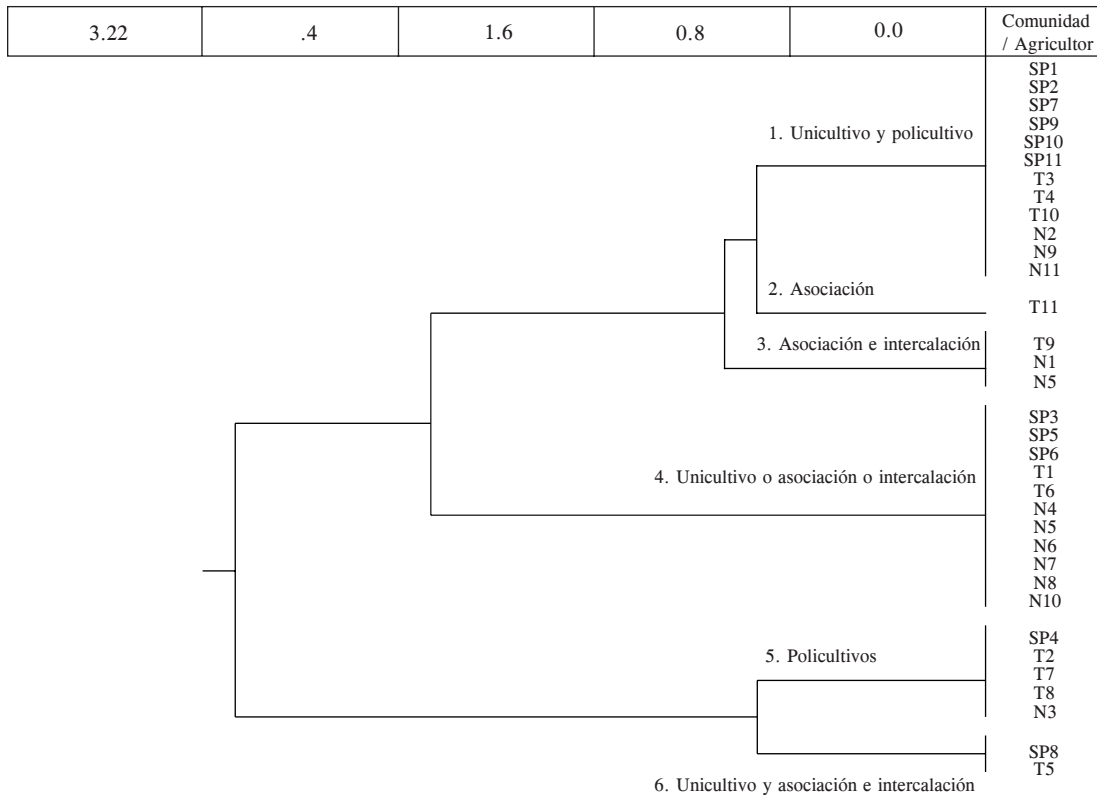 3.22 .4 1.6 0.8 0.0 Comunidad
/ Agricultor
SP1
SP2
SP7
SP9
1. Unicultivo y policultivo
SP10
SP11
T3
T4
T10
N2
N9
N11
2. Asociación
T11
3. Asociación e intercalación
T9
N1
N5
SP3
SP5
SP6
4. Unicultivo o asociación o intercalación
T1
T6
N4
N5
N6
N7
N8
N10
SP4
5. Policultivos
T2
T7
T8
N3
SP8
T5
6. Unicultivo y asociación e intercalación